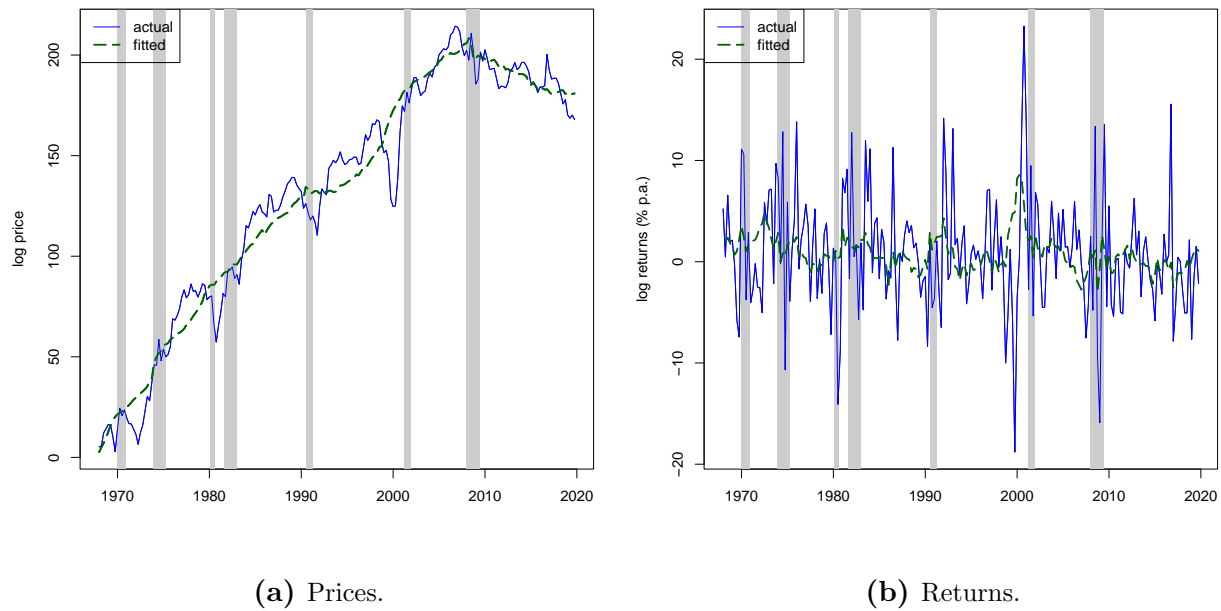 actual
fitted
log price
0
50
100
150
200
1970
1980
1990
2000
2010
2020
(a) Prices.
actual
fitted
log returns (% p.a.)
−20
−10
0
10
20
1970
1980
1990
2000
2010
2020
(b) Returns.